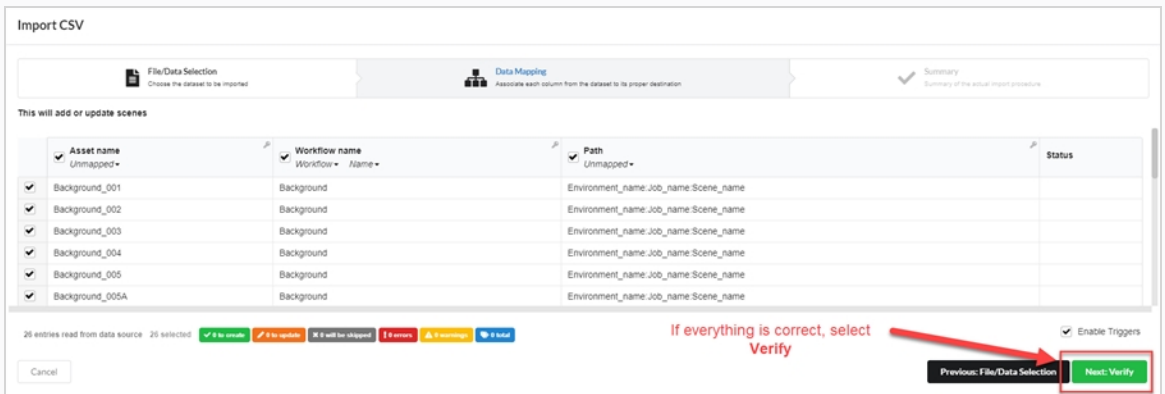 Import CSV
File/Data Selection
Choose the dataset to be imported
Data Mapping
Associate each column from the dataset to its proper destination
Summary
Summary of the actual import procedure
This will add or update scenes
Asset name
Unmapped
Workflow name
Workflow Name
Path
Unmapped
Status
Background_001 Background Environment_name:Job_name:Scene_name
Background_002 Background Environment_name:Job_name:Scene_name
Background_003 Background Environment_name:Job_name:Scene_name
Background_004 Background Environment_name:Job_name:Scene_name
Background_005 Background Environment_name:Job_name:Scene_name
Background_005A Background Environment_name:Job_name:Scene_name
26 entries read from data source 26 selected 0 to create 0 to update 0 will be skipped 0 errors 0 warnings 0 total
If everything is correct, select
Verify
Enable Triggers
Cancel
Previous: File/Data Selection
Next: Verify